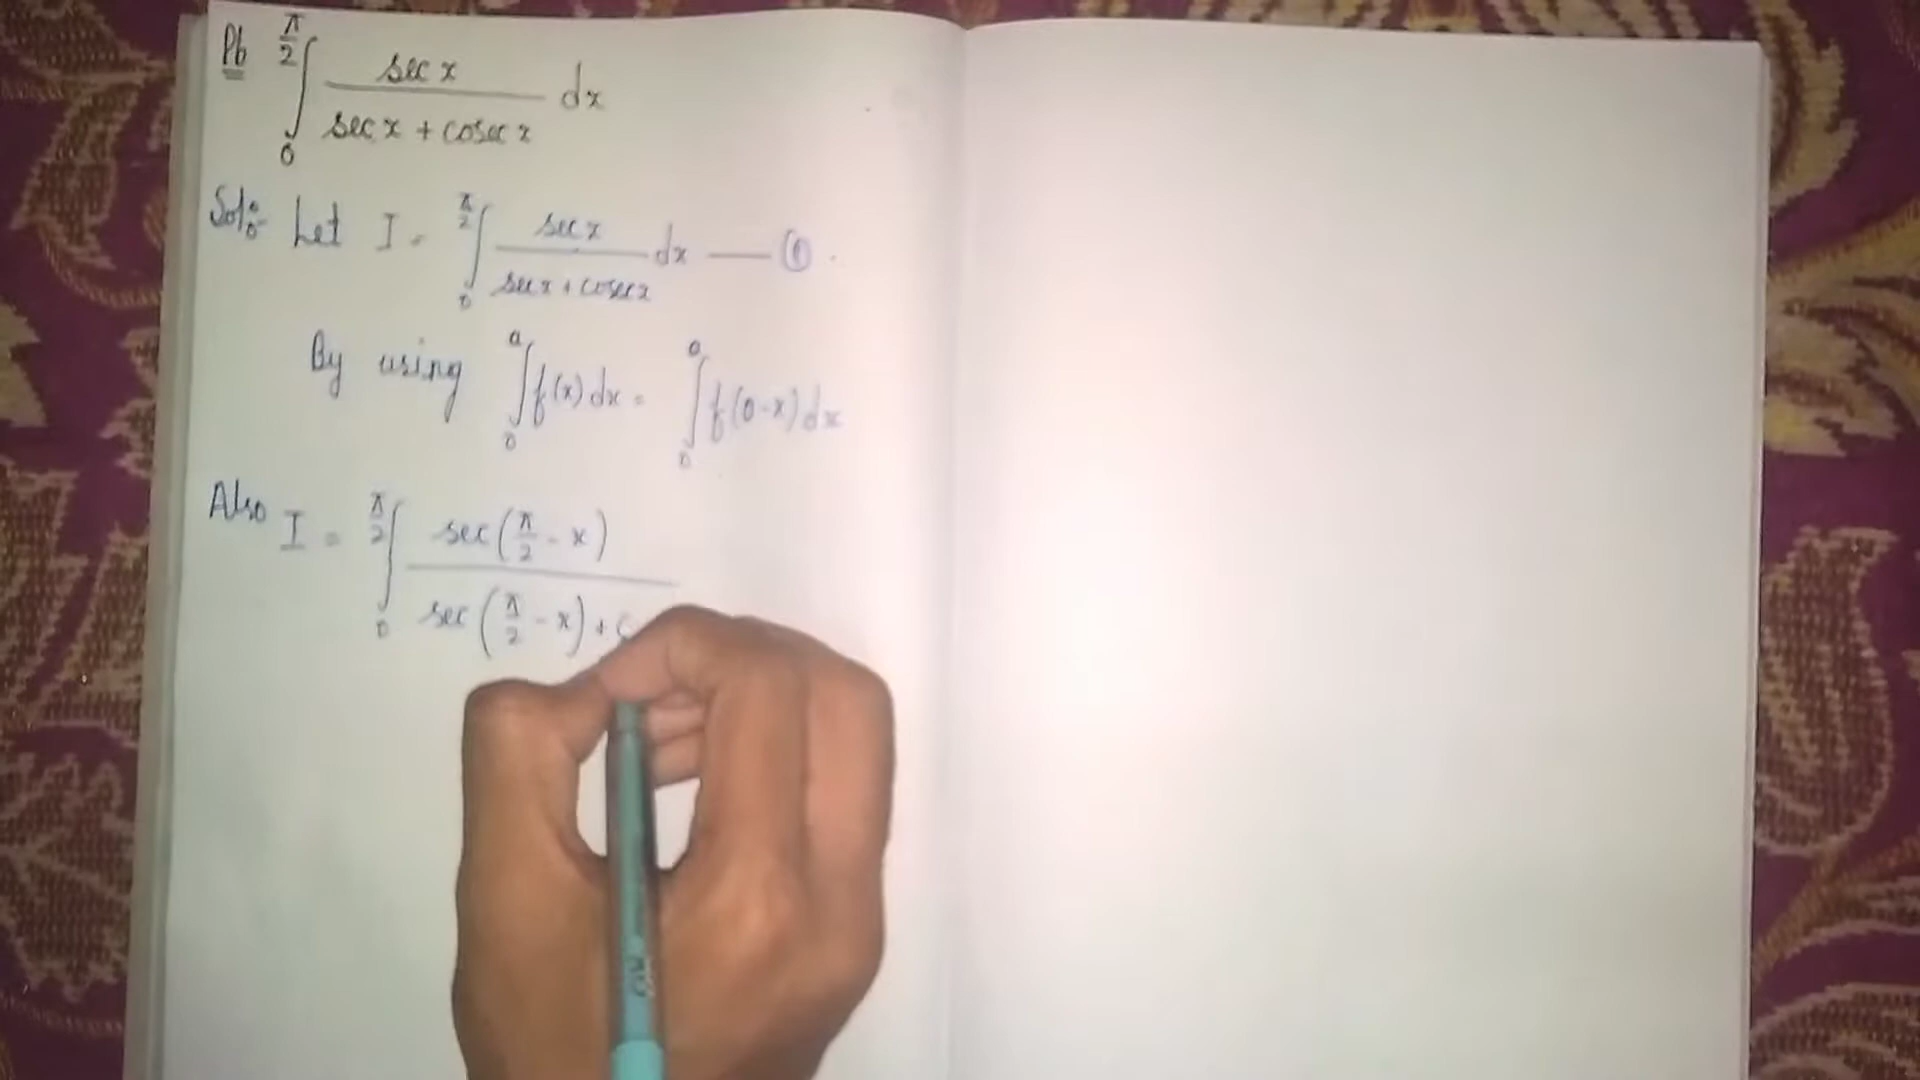 Pb ∫₀^(π/2) sec x / (sec x + cosec x) dx
Sol:- Let I = ∫₀^(π/2) sec x / (sec x + cosec x) dx —— ①
By using ∫₀^a f(x) dx = ∫₀^a f(a-x) dx
Also I = ∫₀^(π/2) sec(π/2 - x) / sec(π/2 - x) + c